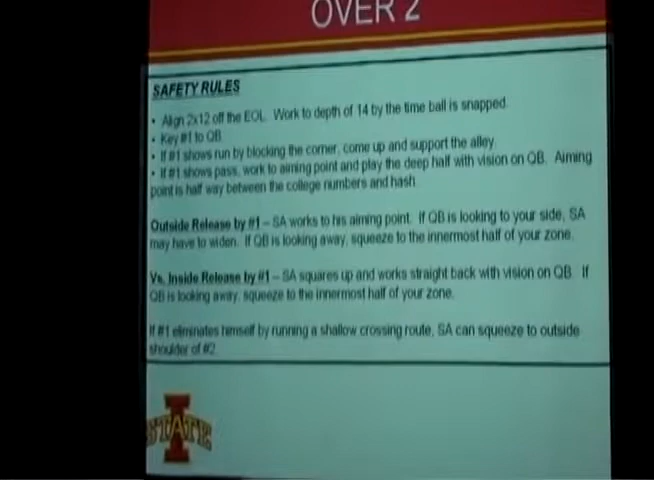 OVER 2
SAFETY RULES
• Align 2x12 off the EOL. Work to depth of 14 by the time ball is snapped.
• Key #1 to QB
• If #1 shows run by blocking the corner, come up and support the alley.
• If #1 shows pass, work to aiming point and play the deep half with vision on QB. Aiming
point is half way between the college numbers and hash.
Outside Release by #1 – SA works to his aiming point. If QB is looking to your side, SA
may have to widen. If QB is looking away, squeeze to the innermost half of your zone.
Vs. Inside Release by #1 – SA squares up and works straight back with vision on QB. If
QB is looking away, squeeze to the innermost half of your zone.
If #1 eliminates himself by running a shallow crossing route, SA can squeeze to outside
shoulder of #2.
I STATE